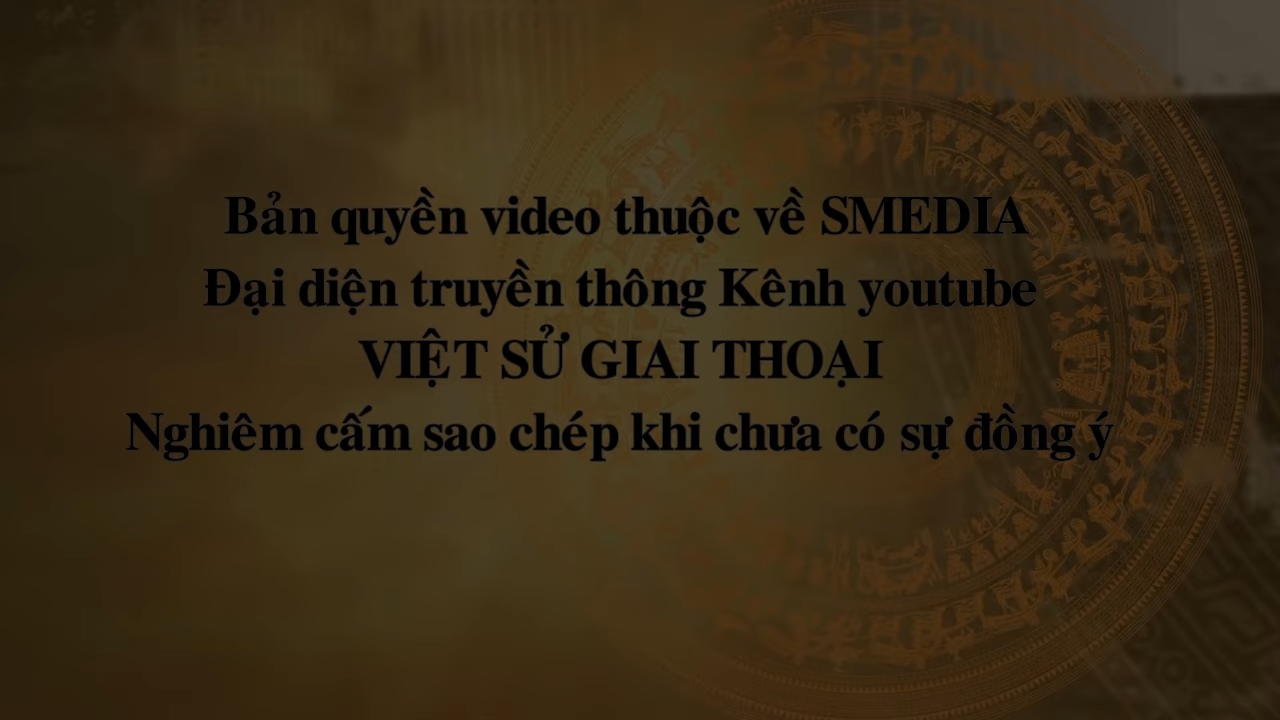 Bản quyền video thuộc về SMEDIA
Đại diện truyền thông Kênh youtube
VIỆT SỬ GIAI THOẠI
Nghiêm cấm sao chép khi chưa có sự đồng ý